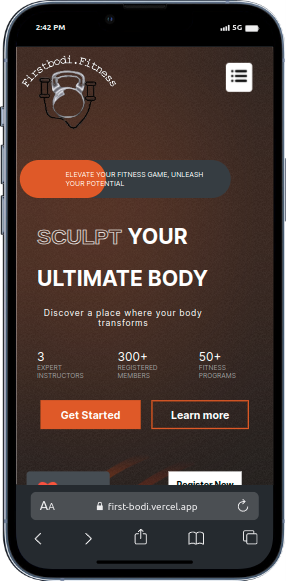 2:42 PM
5G
Firstbodi.Fitness
ELEVATE YOUR FITNESS GAME, UNLEASH
YOUR POTENTIAL
SCULPT YOUR
ULTIMATE BODY
Discover a place where your body
transforms
3 300+ 50+
EXPERT REGISTERED FITNESS
INSTRUCTORS MEMBERS PROGRAMS
Get Started Learn more
Register Now
AA first-bodi.vercel.app